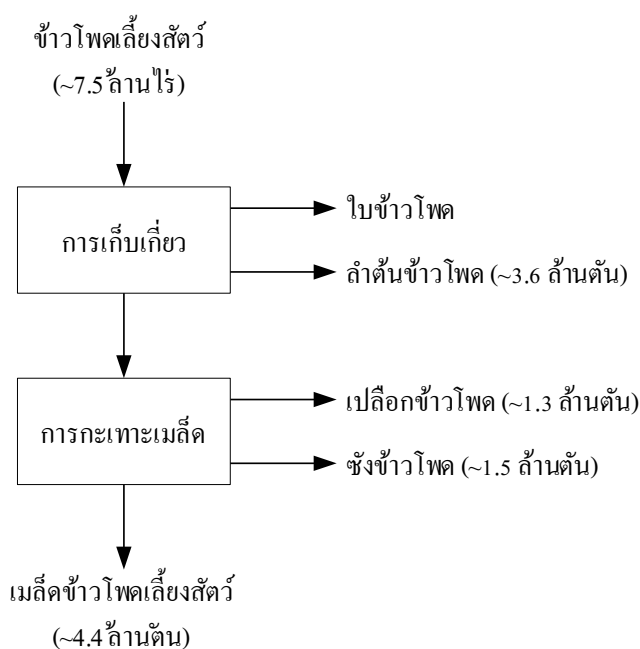 ข้าวโพดเลี้ยงสัตว์
(~7.5 ล้านไร่)
ใบข้าวโพด
การเก็บเกี่ยว
ลำต้นข้าวโพด (~3.6 ล้านตัน)
เปลือกข้าวโพด (~1.3 ล้านตัน)
การกะเทาะเมล็ด
ซังข้าวโพด (~1.5 ล้านตัน)
เมล็ดข้าวโพดเลี้ยงสัตว์
(~4.4 ล้านตัน)